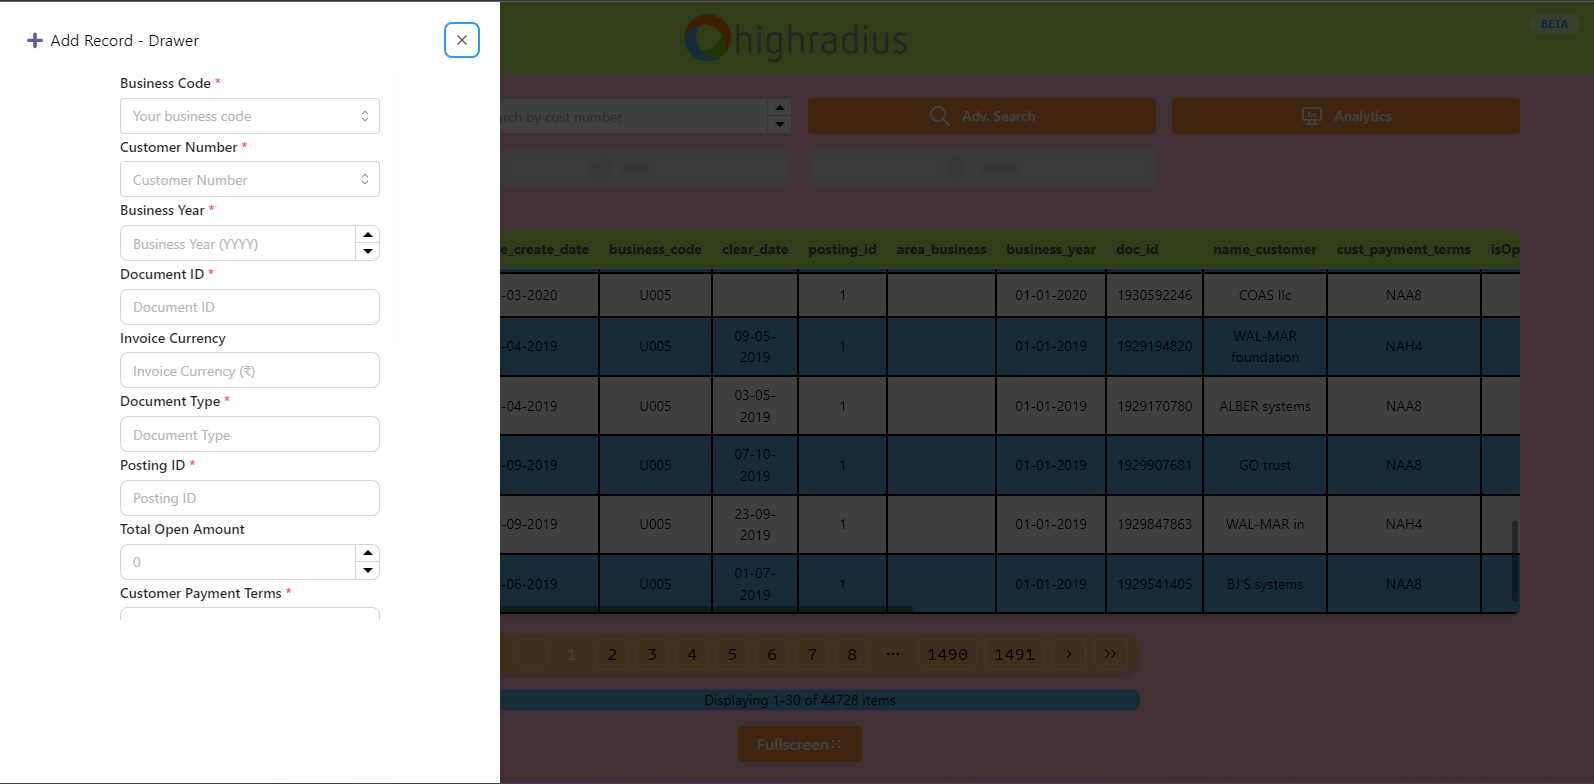 Add Record - Drawer
Business Code *
Your business code
Customer Number *
Customer Number
Business Year *
Business Year (YYYY)
Document ID *
Document ID
Invoice Currency
Invoice Currency (₹)
Document Type *
Document Type
Posting ID *
Posting ID
Total Open Amount
0
Customer Payment Terms *
highradius
BETA
rch by cust number
Adv. Search
Analytics
e_create_date business_code clear_date posting_id area_business business_year doc_id name_customer cust_payment_terms isOp
-03-2020 U005 1 01-01-2020 1930592246 COAS llc NAA8
-04-2019 U005 09-05-2019 1 01-01-2019 1929194820 WAL-MAR foundation NAH4
-04-2019 U005 03-05-2019 1 01-01-2019 1929170780 ALBER systems NAA8
-09-2019 U005 07-10-2019 1 01-01-2019 1929907681 GO trust NAA8
-09-2019 U005 23-09-2019 1 01-01-2019 1929847863 WAL-MAR in NAH4
-06-2019 U005 01-07-2019 1 01-01-2019 1929541405 BJ'S systems NAA8
1 2 3 4 5 6 7 8 ··· 1490 1491 > >>
Displaying 1-30 of 44728 items
Fullscreen